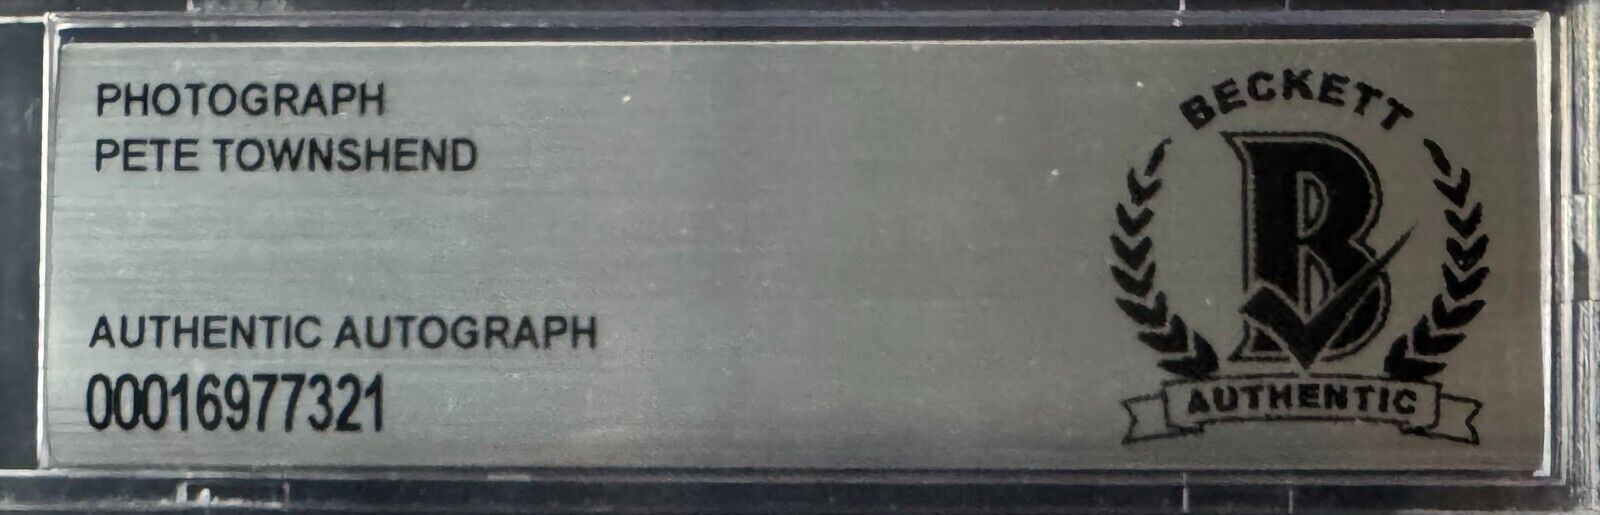 PHOTOGRAPH
PETE TOWNSHEND
AUTHENTIC AUTOGRAPH
00016977321
BECKETT
B
AUTHENTIC